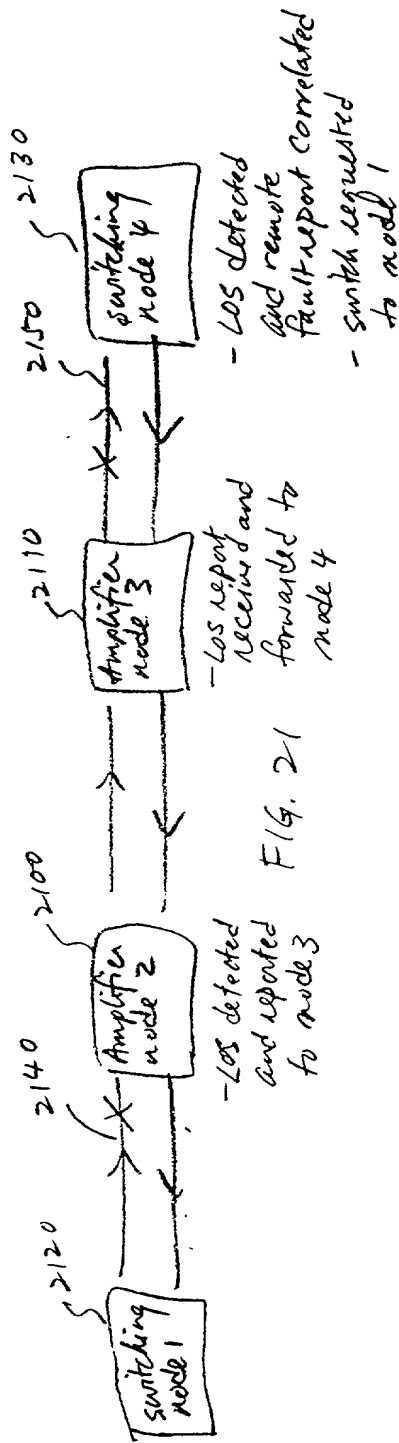 2120
switching
node 1
2140
2100
Amplifier
node 2
-LOS detected
and reported
to node 3
2110
Amplifier
node 3
-LOS report
received and
forwarded to
node 4
2150
2130
switching
node 4
- LOS detected
and remote
fault report correlated
- switch requested
to node 1
FIG. 21